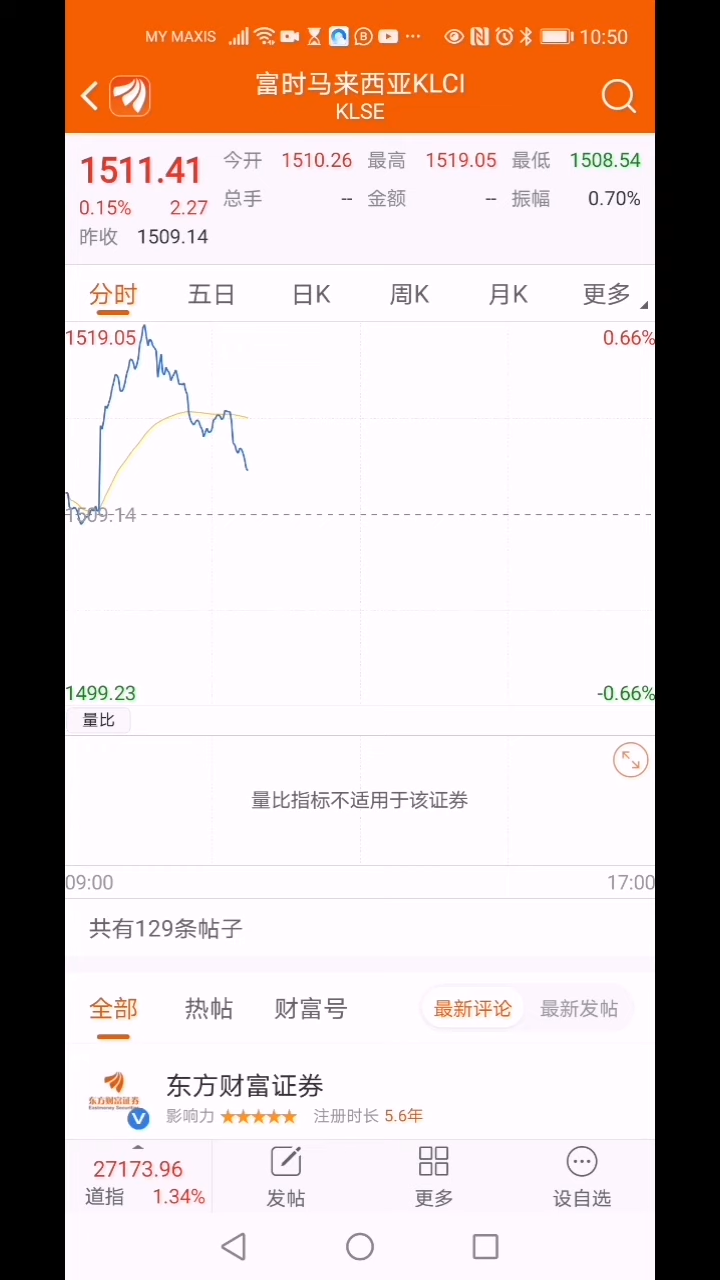 MY MAXIS 10:50
富时马来西亚KLCI
KLSE
1511.41 今开 1510.26 最高 1519.05 最低 1508.54
0.15% 2.27 总手 -- 金额 -- 振幅 0.70%
昨收 1509.14
分时 五日 日K 周K 月K 更多
1519.05 0.66%
1509.14
1499.23 -0.66%
量比
量比指标不适用于该证券
09:00 17:00
共有129条帖子
全部 热帖 财富号 最新评论 最新发帖
东方财富证券
影响力 ★★★★★ 注册时长 5.6年
27173.96
道指 1.34% 发帖 更多 设自选